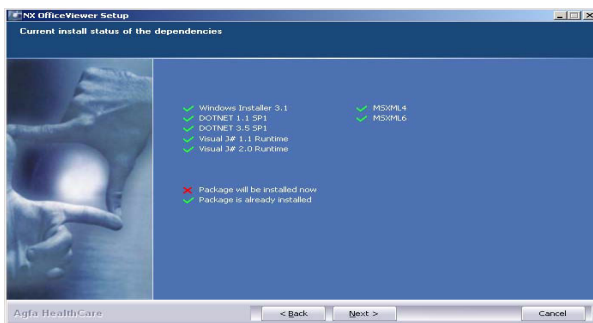 NX OfficeViewer Setup
Current install status of the dependencies
Windows Installer 3.1
DOTNET 1.1 SP1
DOTNET 3.5 SP1
Visual J# 1.1 Runtime
Visual J# 2.0 Runtime
MSXML4
MSXML6
Package will be installed now
Package is already installed
Agfa HealthCare
< Back
Next >
Cancel